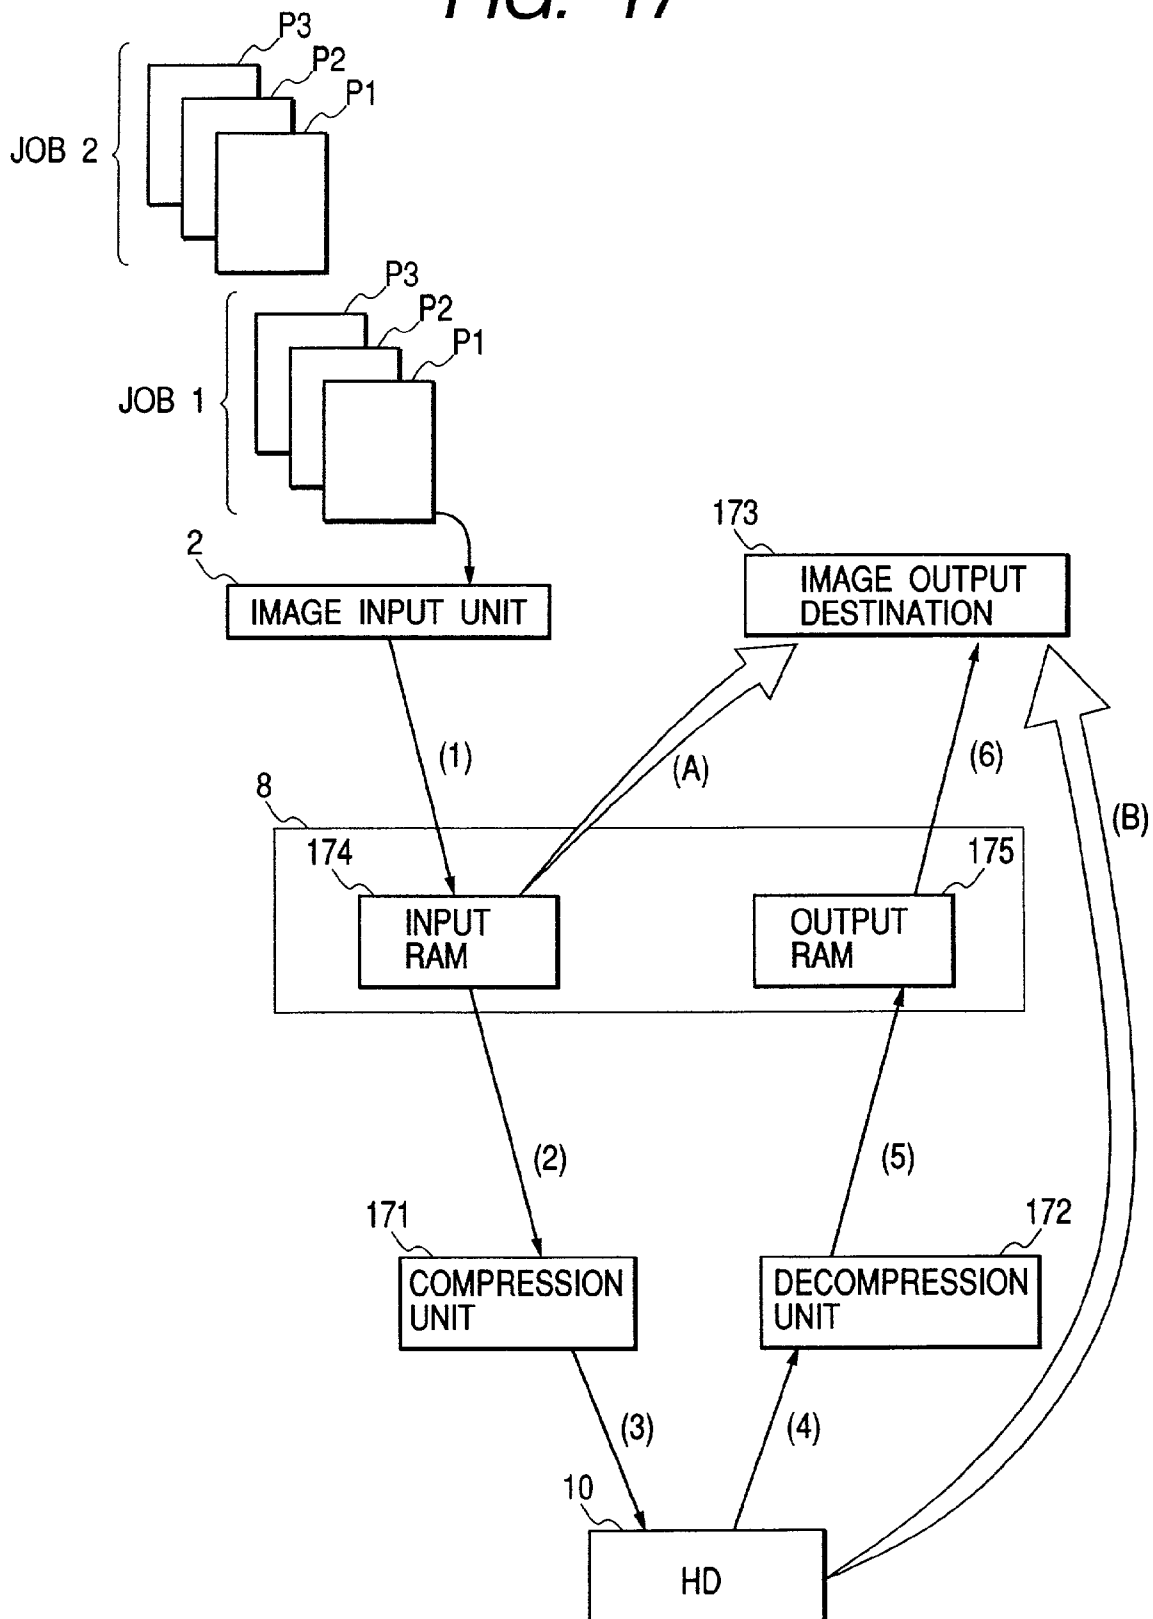 FIG. 17
P3
P2
P1
JOB 2
P3
P2
P1
JOB 1
2
IMAGE INPUT UNIT
173
IMAGE OUTPUT
DESTINATION
(1)
(A)
(6)
(B)
8
174
INPUT
RAM
175
OUTPUT
RAM
(2)
(5)
171
COMPRESSION
UNIT
172
DECOMPRESSION
UNIT
(3)
(4)
10
HD